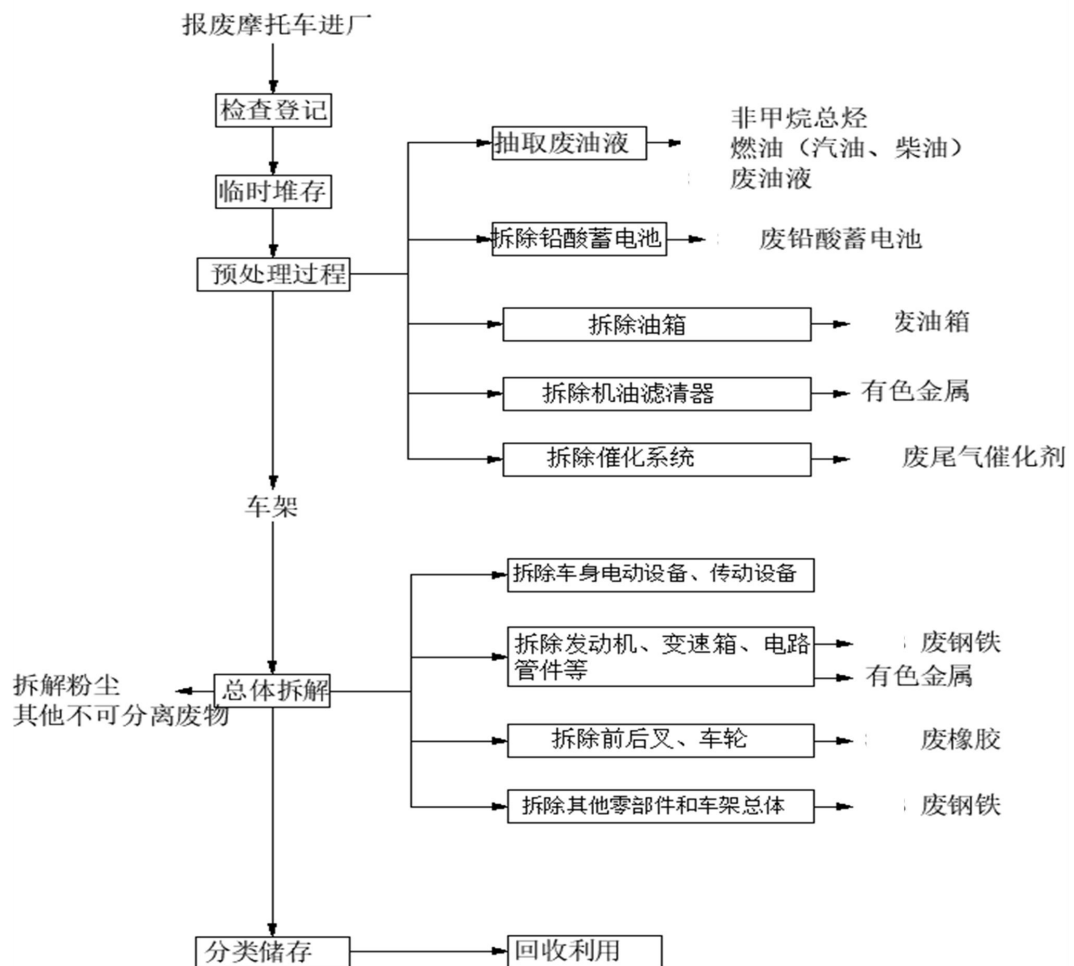 报废摩托车进厂
检查登记
临时堆存
预处理过程
抽取废油液
非甲烷总烃
燃油（汽油、柴油）
废油液
拆除铅酸蓄电池
废铅酸蓄电池
拆除油箱
废油箱
拆除机油滤清器
有色金属
拆除催化系统
废尾气催化剂
车架
拆除车身电动设备、传动设备
拆除发动机、变速箱、电路
管件等
废钢铁
有色金属
总体拆解
拆解粉尘
其他不可分离废物
拆除前后叉、车轮
废橡胶
拆除其他零部件和车架总体
废钢铁
分类储存
回收利用